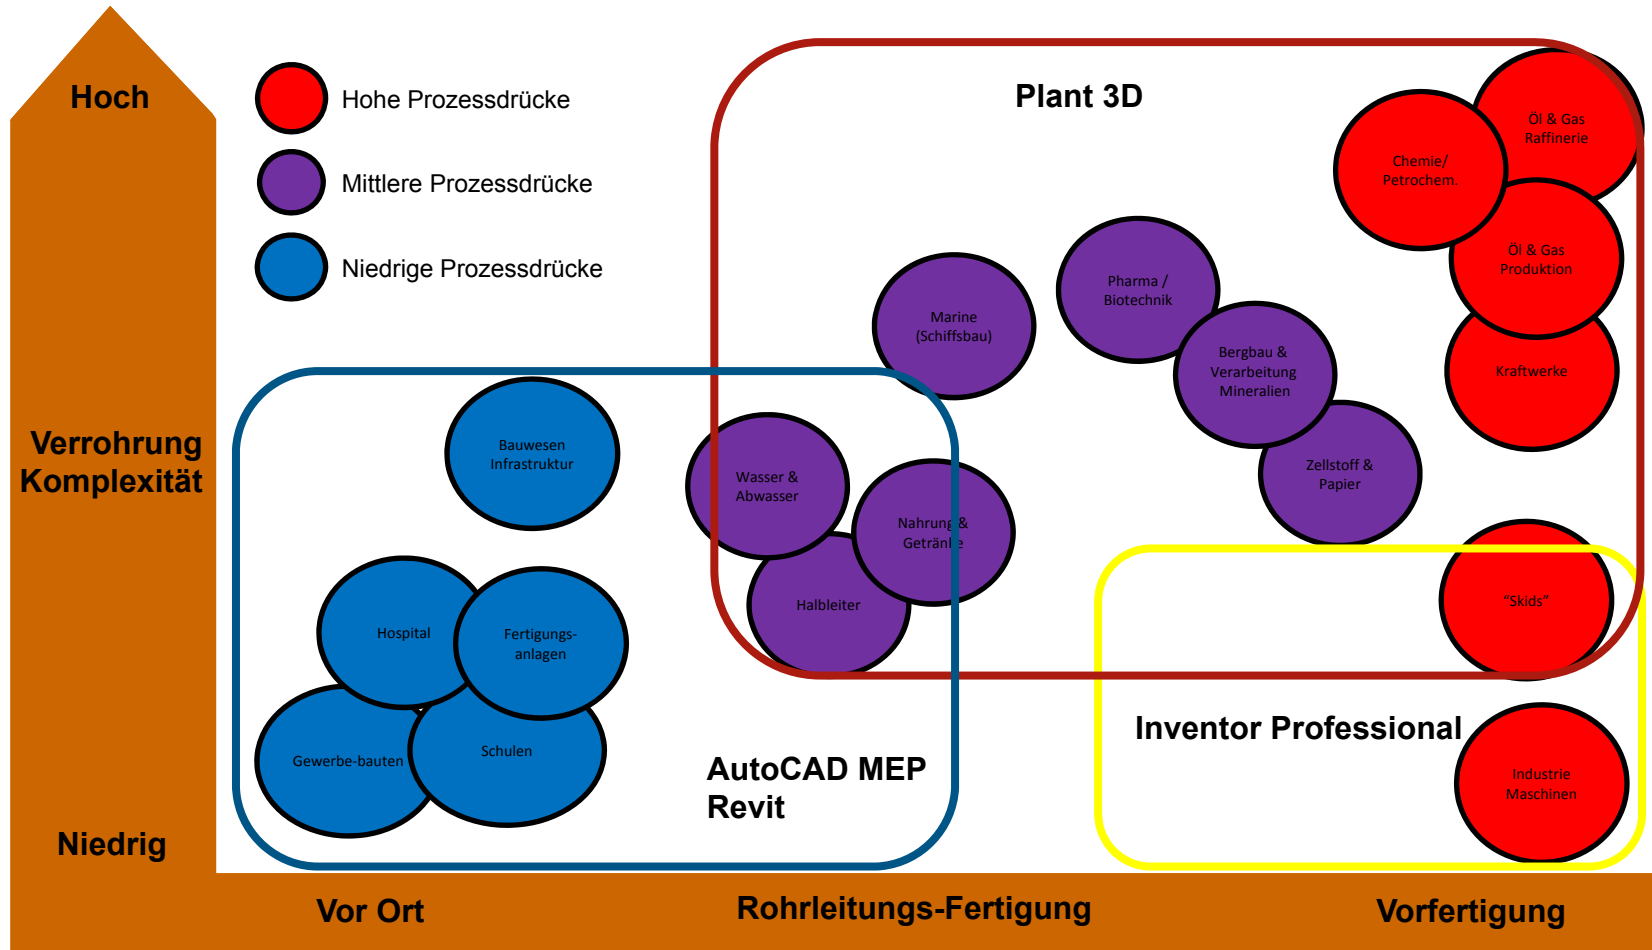 Hoch
Hohe Prozessdrücke
Mittlere Prozessdrücke
Niedrige Prozessdrücke
Plant 3D
Öl & Gas
Raffinerie
Chemie/
Petrochem.
Öl & Gas
Produktion
Pharma /
Biotechnik
Marine
(Schiffsbau)
Bergbau &
Verarbeitung
Mineralien
Kraftwerke
Verrohrung
Komplexität
Bauwesen
Infrastruktur
Wasser &
Abwasser
Zellstoff &
Papier
Nahrung &
Getränke
Halbleiter
"Skids"
Hospital
Fertigungs-
anlagen
Gewerbe-bauten
Schulen
AutoCAD MEP
Revit
Inventor Professional
Industrie
Maschinen
Niedrig
Vor Ort
Rohrleitungs-Fertigung
Vorfertigung